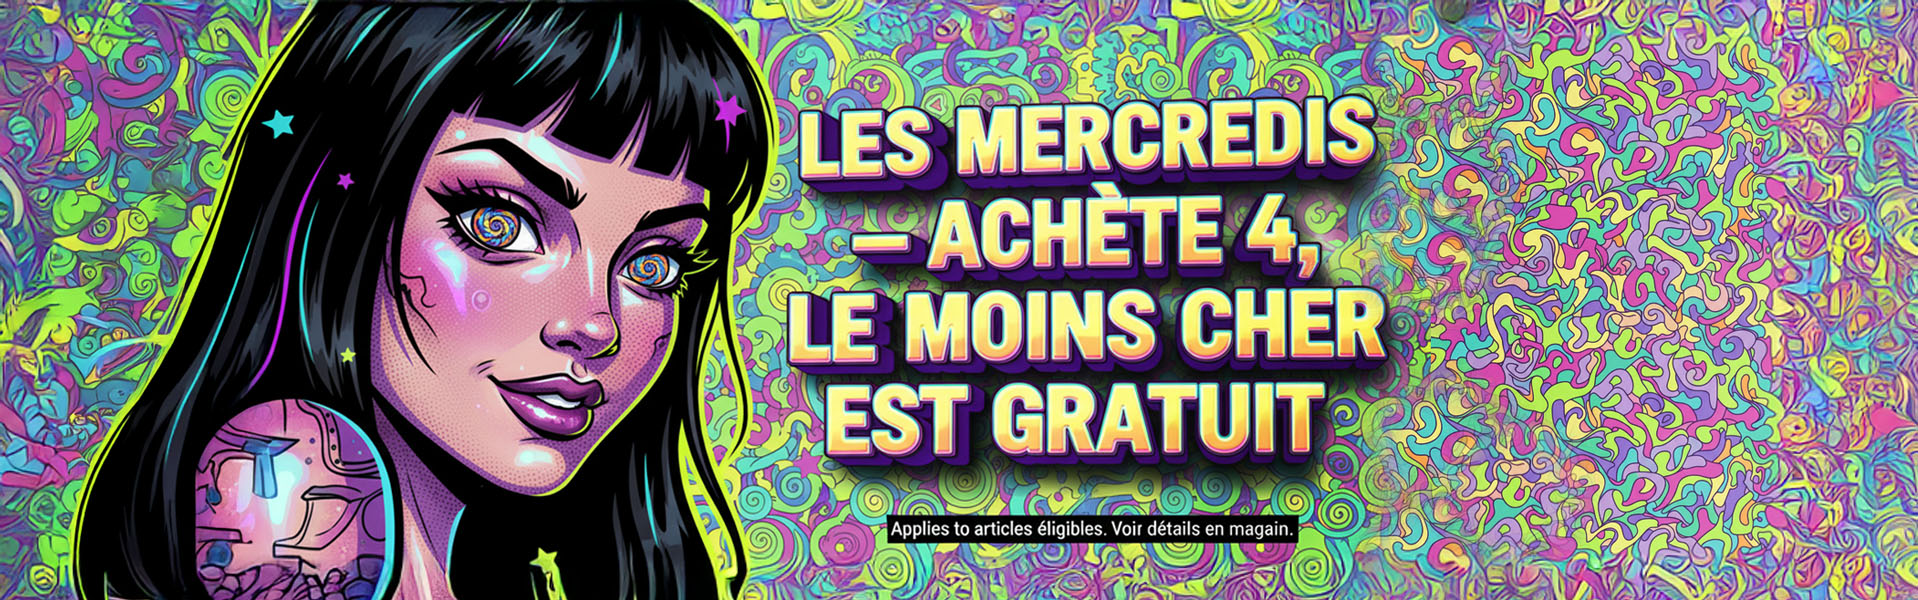 LES MERCREDIS
– ACHÈTE 4,
LE MOINS CHER
EST GRATUIT
Applies to articles éligibles. Voir détails en magain.